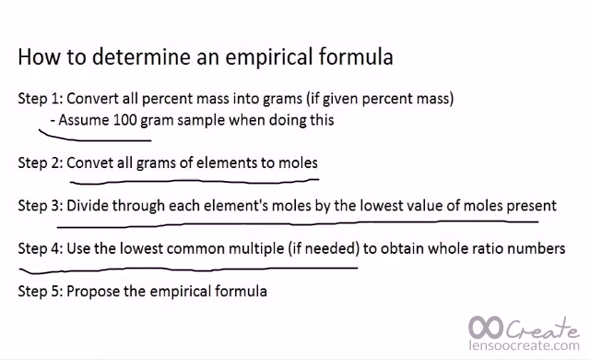 How to determine an empirical formula
Step 1: Convert all percent mass into grams (if given percent mass)
- Assume 100 gram sample when doing this
Step 2: Convet all grams of elements to moles
Step 3: Divide through each element's moles by the lowest value of moles present
Step 4: Use the lowest common multiple (if needed) to obtain whole ratio numbers
Step 5: Propose the empirical formula
Create
lensoocreate.com